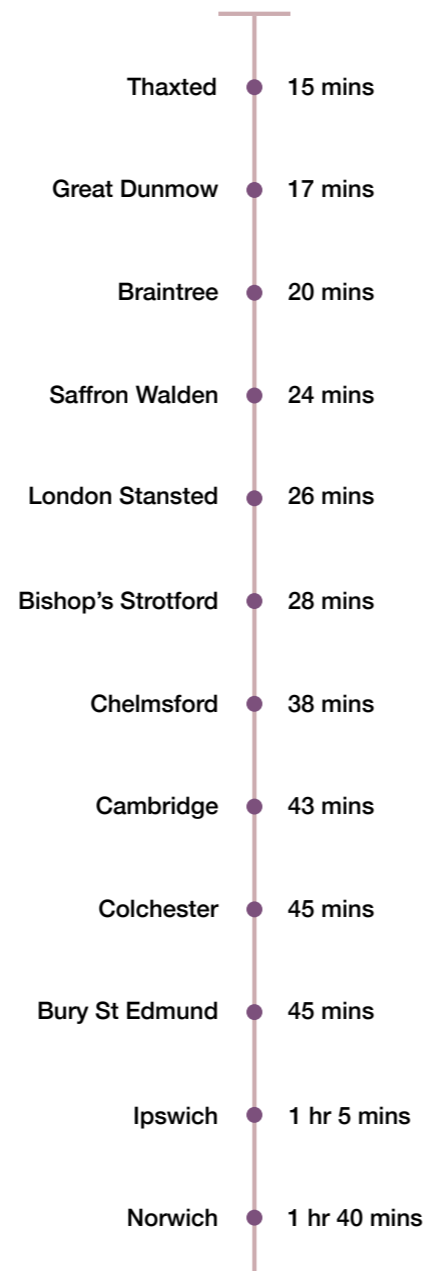 Thaxted 15 mins
Great Dunmow 17 mins
Braintree 20 mins
Saffron Walden 24 mins
London Stansted 26 mins
Bishop’s Strotford 28 mins
Chelmsford 38 mins
Cambridge 43 mins
Colchester 45 mins
Bury St Edmund 45 mins
Ipswich 1 hr 5 mins
Norwich 1 hr 40 mins